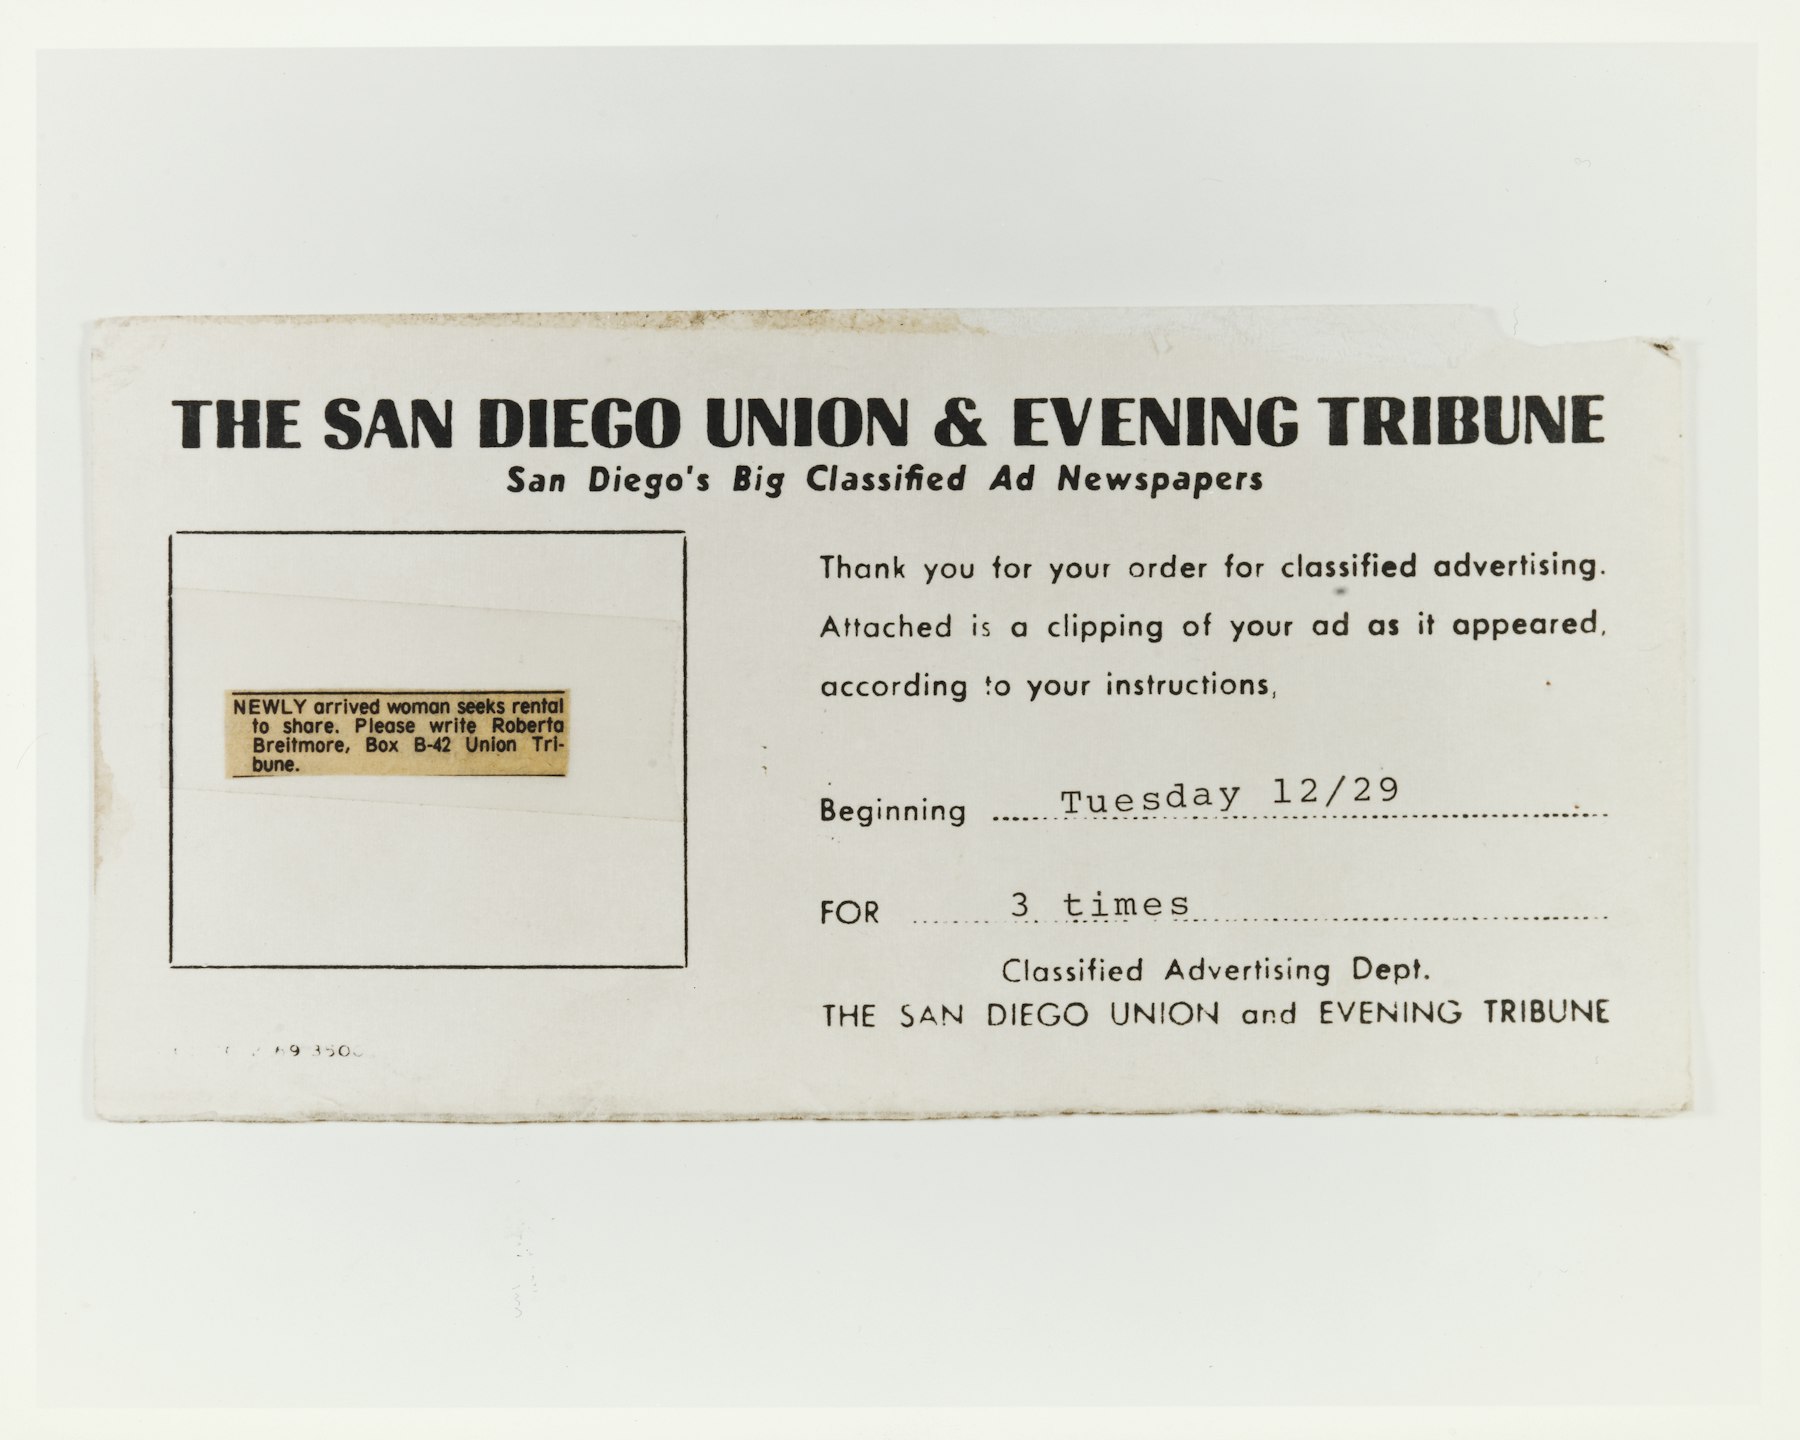 THE SAN DIEGO UNION & EVENING TRIBUNE
San Diego's Big Classified Ad Newspapers
NEWLY arrived woman seeks rental
to share. Please write Roberta
Breitmore, Box B-42 Union Tri-
bune.
Thank you for your order for classified advertising.
Attached is a clipping of your ad as it appeared,
according to your instructions,
Beginning Tuesday 12/29
FOR 3 times
Classified Advertising Dept.
THE SAN DIEGO UNION and EVENING TRIBUNE